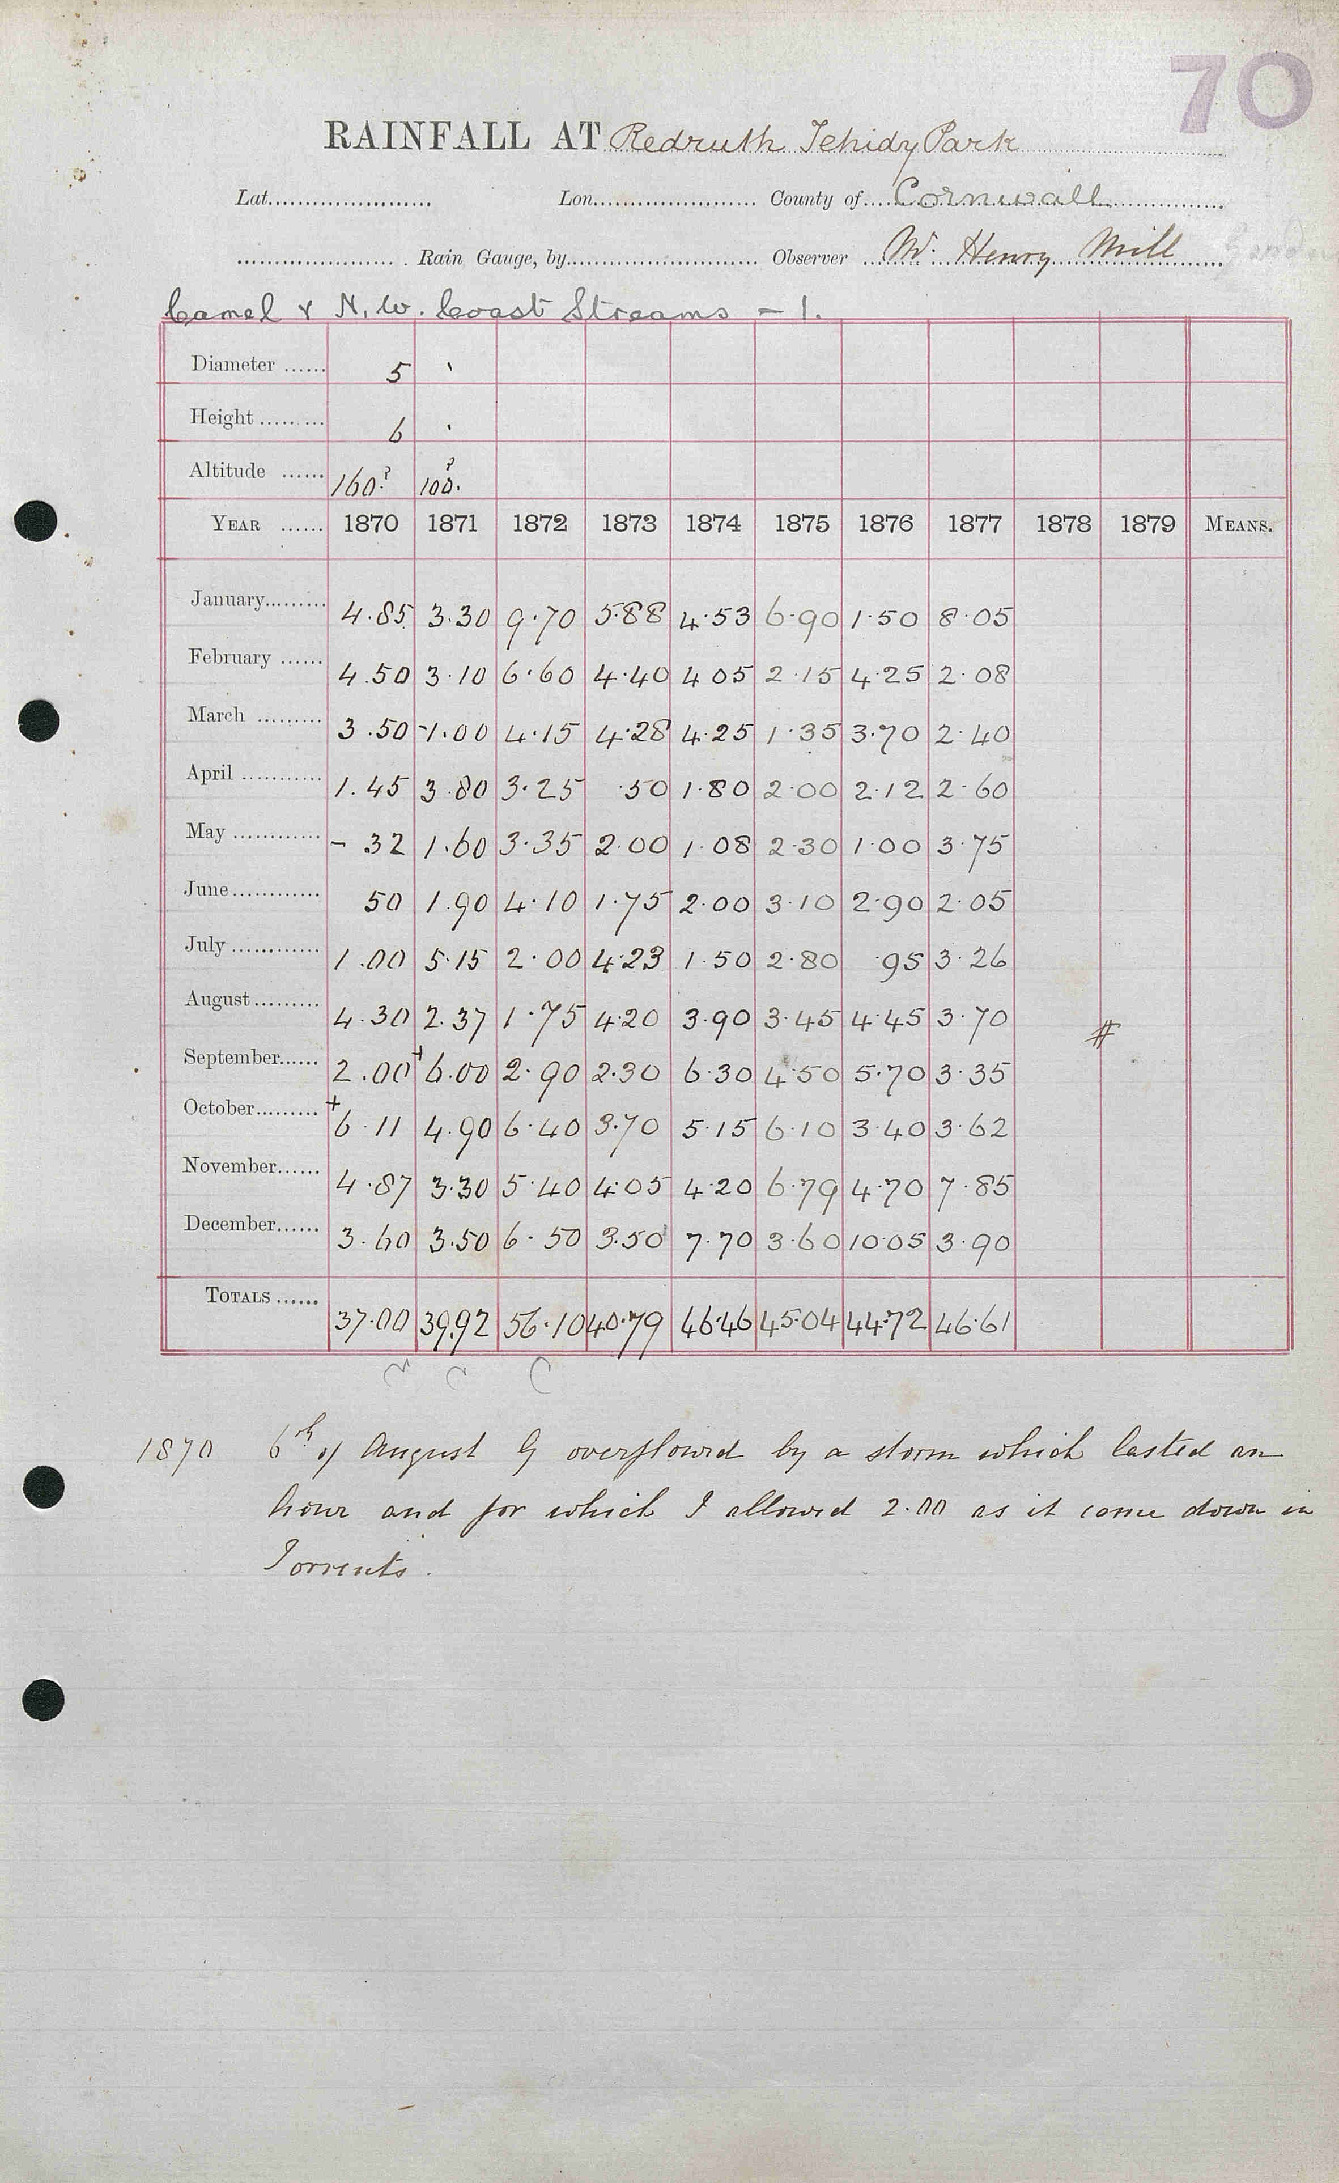 70
RAINFALL AT Redruth Tehidy Park
Lat. Lon. County of Cornwall
Rain Gauge, by Observer Mr. Henry Mill
Camel & N.W. Coast Streams - 1.
Diameter 5 '
Height 6 '
Altitude 160? 100?
YEAR 1870 1871 1872 1873 1874 1875 1876 1877 1878 1879 MEANS.
January 4.85 3.30 9.70 5.88 4.53 6.90 1.50 8.05
February 4.50 3.10 6.60 4.40 4 05 2.15 4.25 2.08
March 3.50 1.00 4.15 4.28 4.25 1.35 3.70 2.40
April 1.45 3.80 3.25 .50 1.80 2.00 2.12 2.60
May - .32 1.60 3.35 2.00 1.08 2.30 1.00 3.75
June 50 1.90 4.10 1.75 2.00 3.10 2.90 2.05
July 1.00 5.15 2.00 4.23 1.50 2.80 .95 3.26
August 4.30 2.37 1.75 4.20 3.90 3.45 4.45 3.70 #
September 2.00 +6.00 2.90 2.30 6.30 4.50 5.70 3.35
October +6.11 4.90 6.40 3.70 5.15 6.10 3.40 3.62
November 4.87 3.30 5.40 4.05 4.20 6.79 4.70 7.85
December 3.60 3.50 6.50 3.50 7.70 3.60 10.05 3.90
TOTALS 37.00 39.92 56.10 40.79 46.46 45.04 44.72 46.61
1870 6th of August G overflowed by a storm which lasted an
hour and for which I allowed 2.00 as it came down in
Torrents.